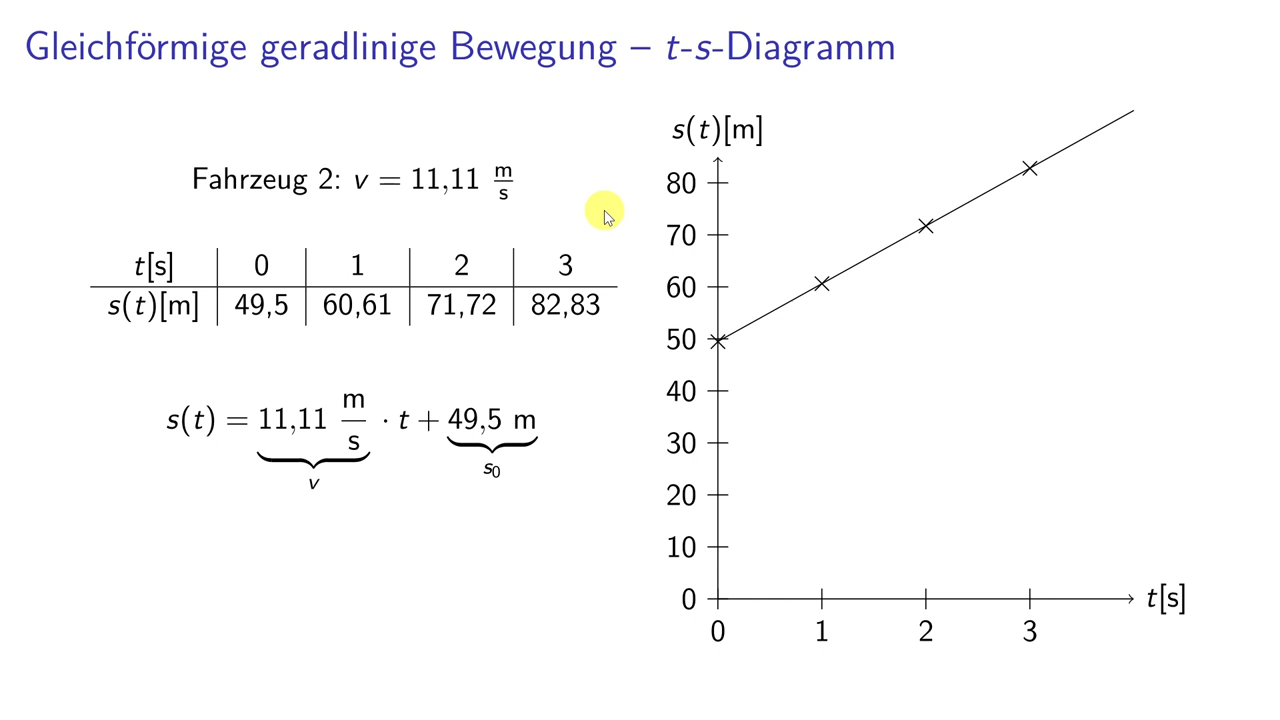 Gleichförmige geradlinige Bewegung – t-s-Diagramm
Fahrzeug 2: v = 11,11 m/s
t[s] 0 1 2 3
s(t)[m] 49,5 60,61 71,72 82,83
s(t) = 11,11 m/s · t + 49,5 m
v s₀
s(t)[m]
80
70
60
50
40
30
20
10
0
0 1 2 3
t[s]